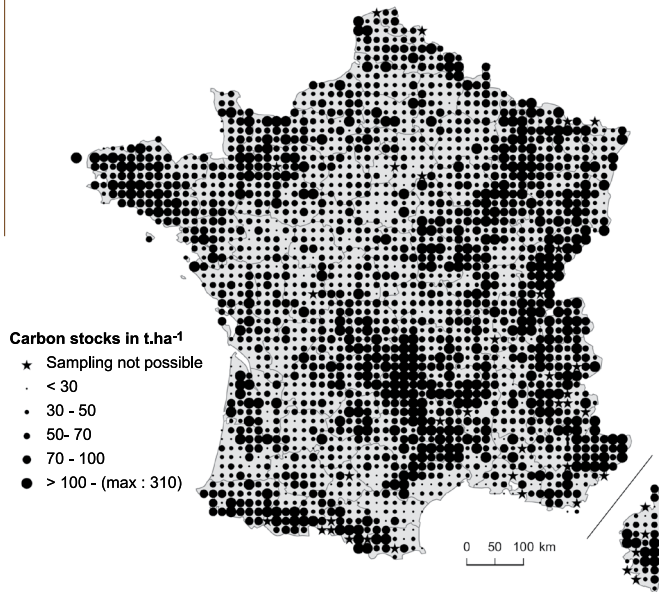 Carbon stocks in t.ha-1
Sampling not possible
< 30
30 - 50
50- 70
70 - 100
> 100 - (max : 310)
0 50 100 km